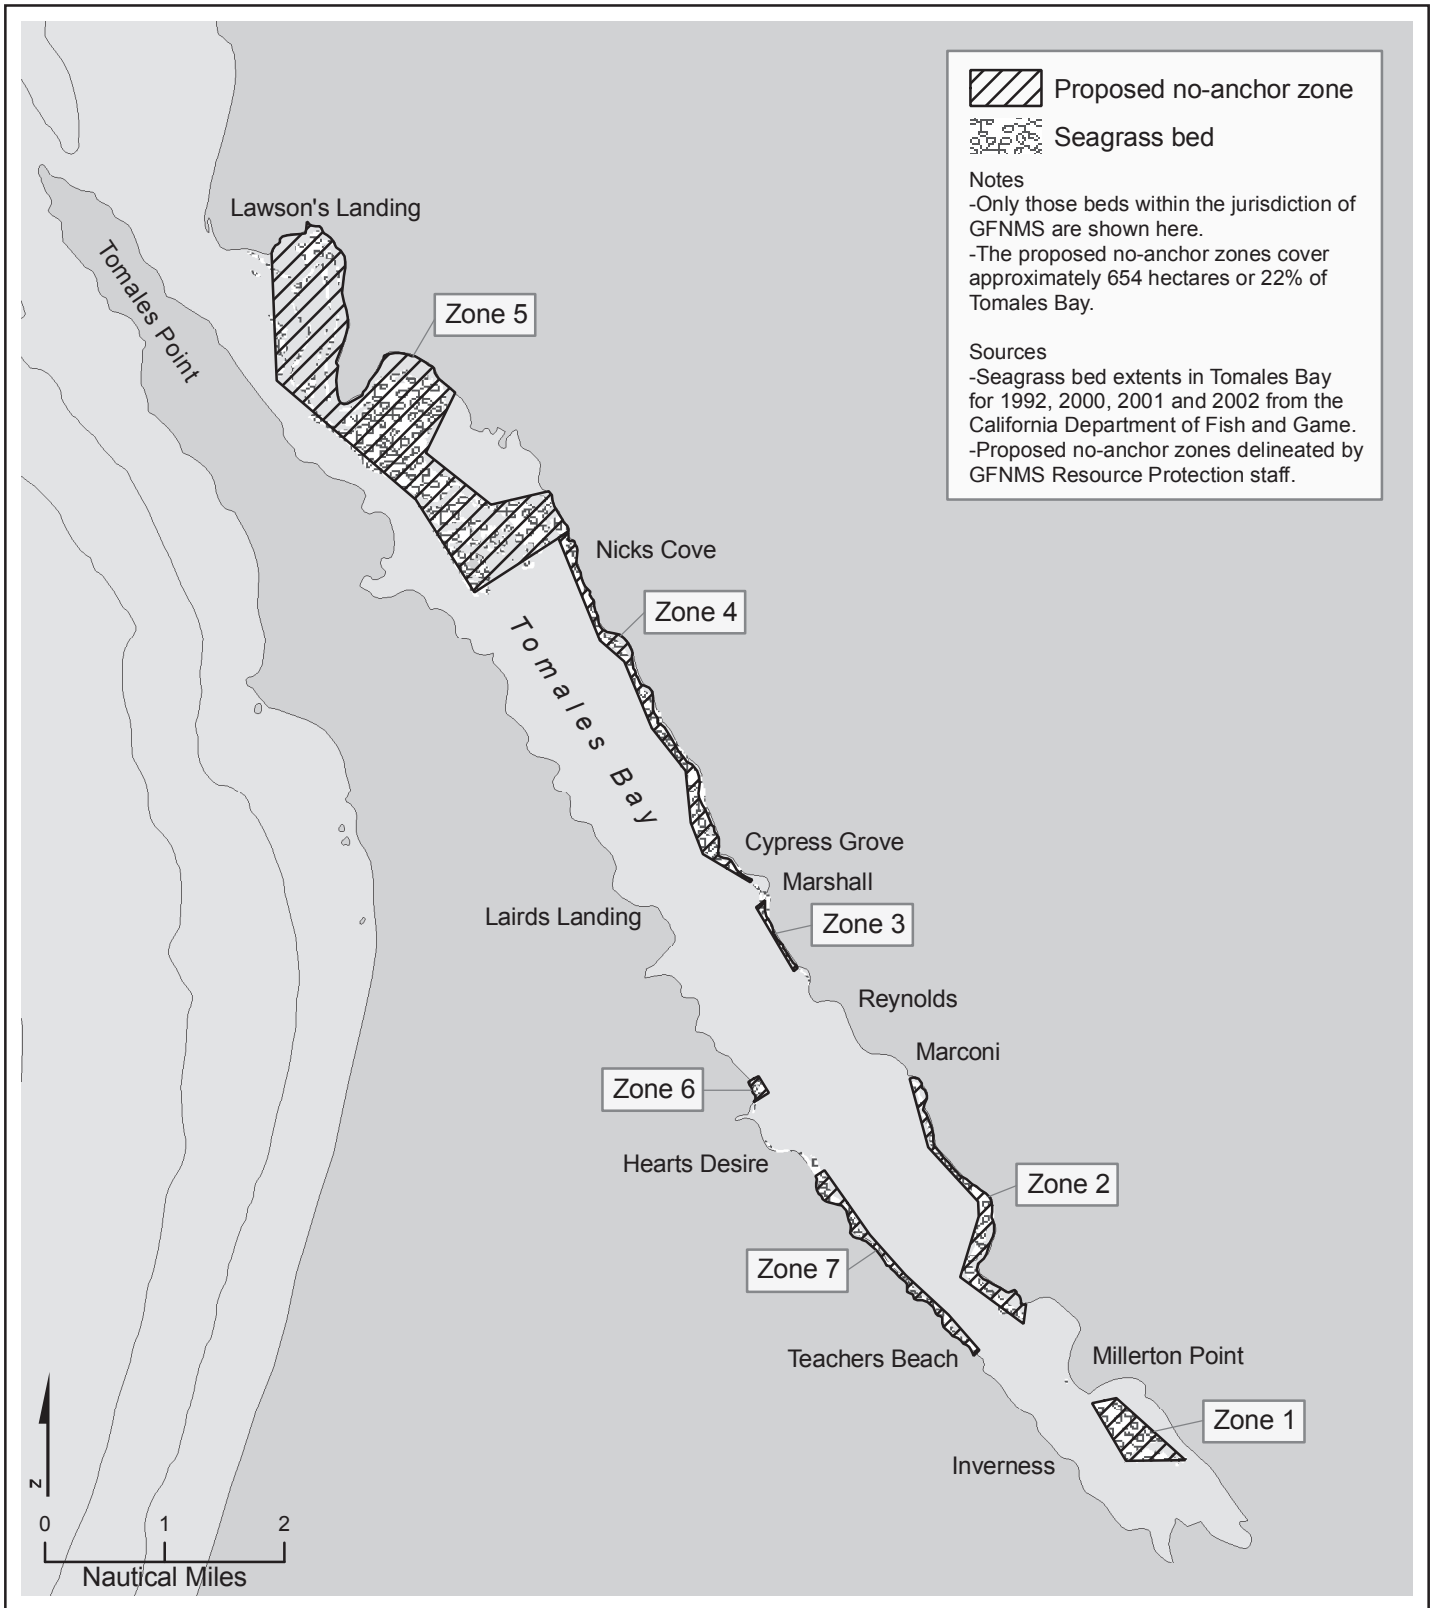 Proposed no-anchor zone
Seagrass bed
Notes
-Only those beds within the jurisdiction of
GFNMS are shown here.
-The proposed no-anchor zones cover
approximately 654 hectares or 22% of
Tomales Bay.
Sources
-Seagrass bed extents in Tomales Bay
for 1992, 2000, 2001 and 2002 from the
California Department of Fish and Game.
-Proposed no-anchor zones delineated by
GFNMS Resource Protection staff.
Lawson's Landing
Tomales Point
Zone 5
Nicks Cove
Zone 4
Tomales Bay
Cypress Grove
Marshall
Lairds Landing
Zone 3
Reynolds
Marconi
Zone 6
Hearts Desire
Zone 2
Zone 7
Teachers Beach
Millerton Point
Zone 1
Inverness
N
0 1 2
Nautical Miles